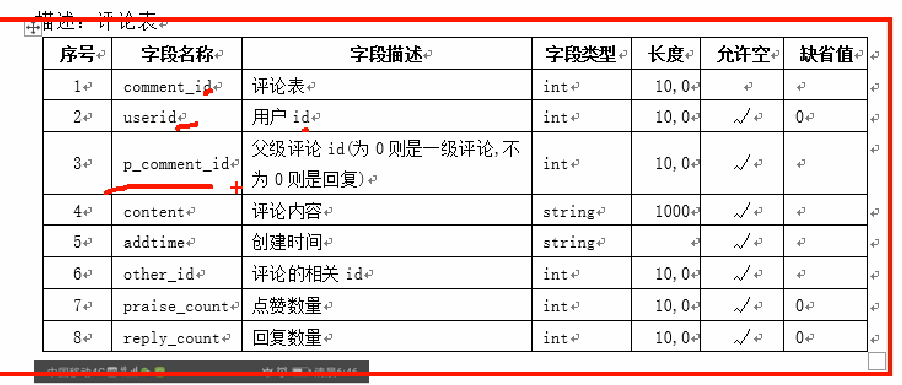 描述：评论表
序号 字段名称 字段描述 字段类型 长度 允许空 缺省值
1 comment_id 评论表 int 10,0
2 userid 用户 id int 10,0 ✓ 0
3 p_comment_id 父级评论 id(为 0 则是一级评论,不
为 0 则是回复) int 10,0 ✓
4 content 评论内容 string 1000 ✓
5 addtime 创建时间 string ✓
6 other_id 评论的相关 id int 10,0 ✓
7 praise_count 点赞数量 int 10,0 ✓ 0
8 reply_count 回复数量 int 10,0 ✓ 0